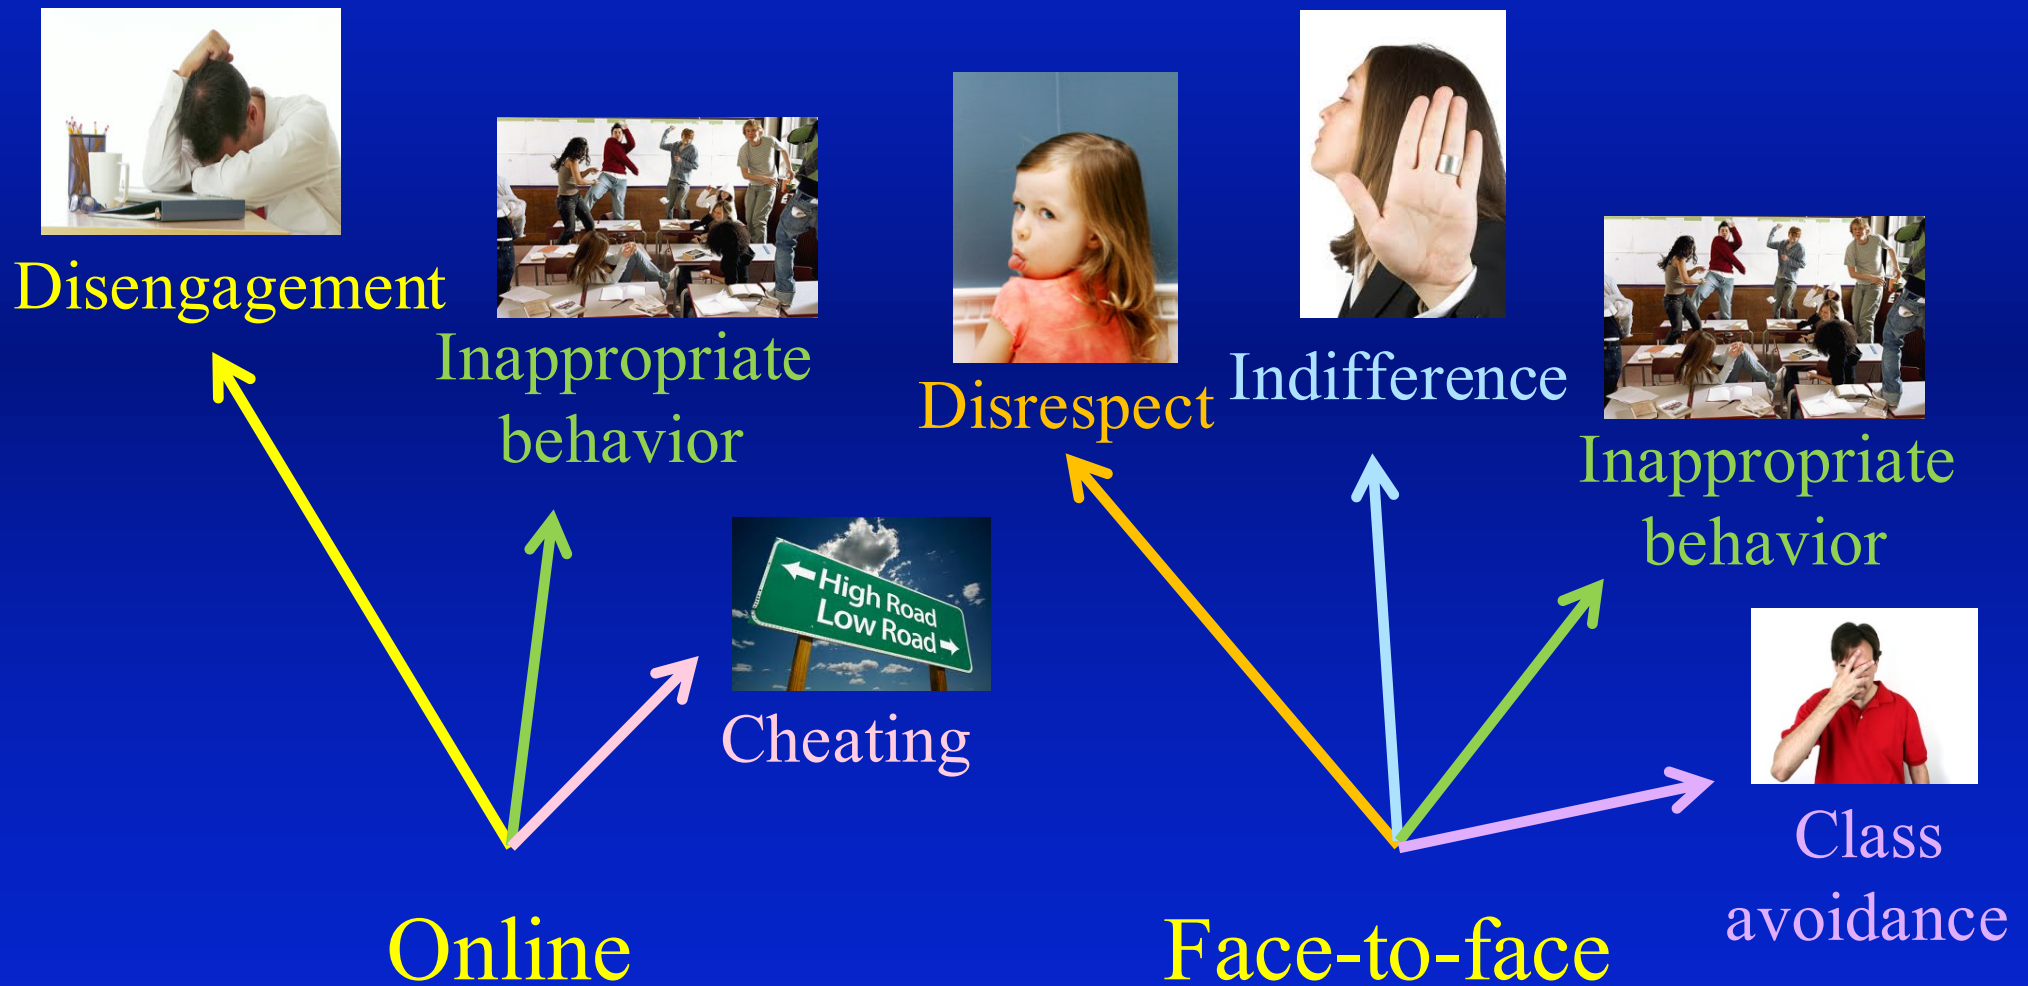 Disengagement
Inappropriate
behavior
High Road
Low Road
Cheating
Online
Disrespect
Indifference
Inappropriate
behavior
Class
avoidance
Face-to-face